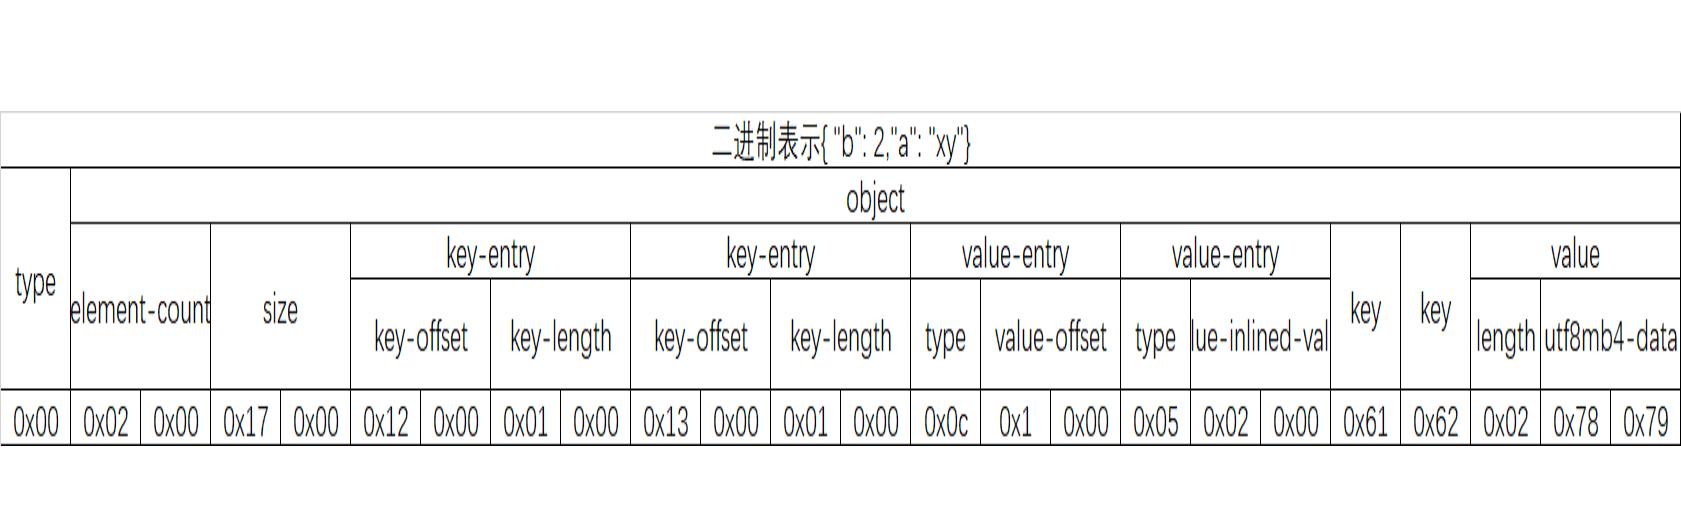 二进制表示{ "b": 2,"a": "xy"}
object
key-entry key-entry value-entry value-entry value
type element-count size key key
key-offset key-length key-offset key-length type value-offset type lue-inlined-val length utf8mb4-data
0x00 0x02 0x00 0x17 0x00 0x12 0x00 0x01 0x00 0x13 0x00 0x01 0x00 0x0c 0x1 0x00 0x05 0x02 0x00 0x61 0x62 0x02 0x78 0x79